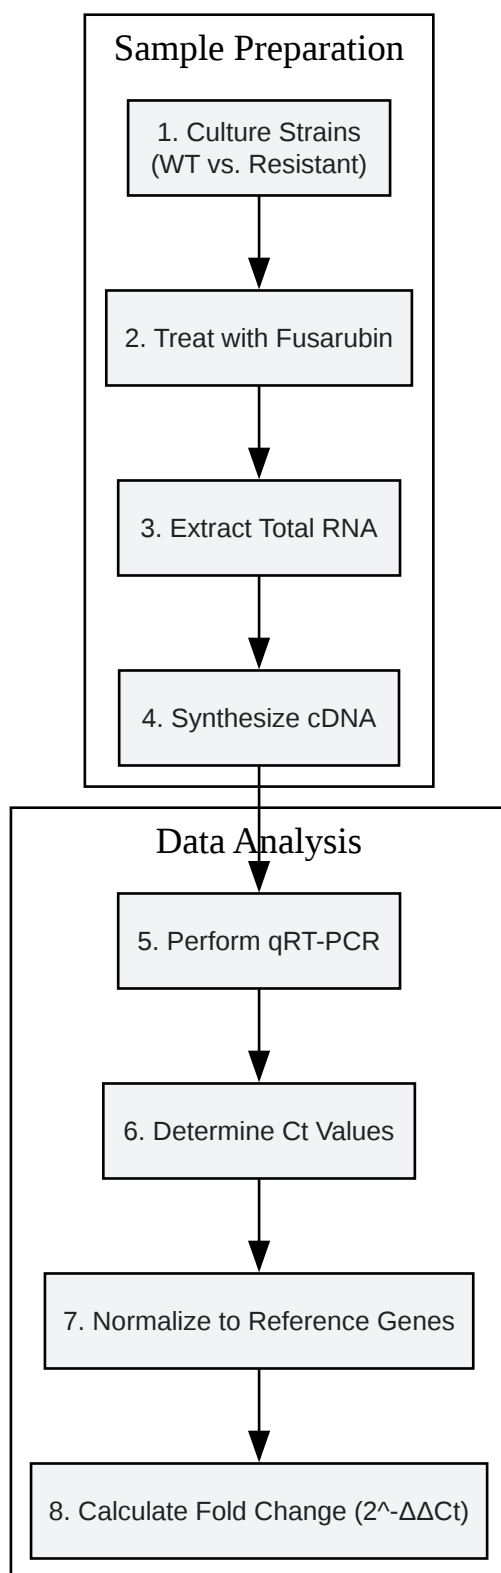 Sample Preparation
1. Culture Strains
(WT vs. Resistant)
2. Treat with Fusarubin
3. Extract Total RNA
4. Synthesize cDNA
Data Analysis
5. Perform qRT-PCR
6. Determine Ct Values
7. Normalize to Reference Genes
8. Calculate Fold Change (2^-ΔΔCt)